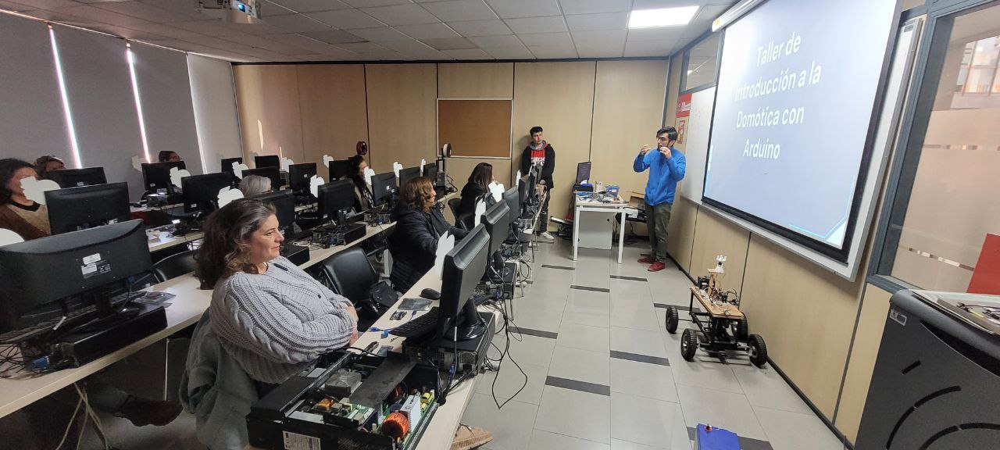 Taller de
Introducción a la
Domótica con
Arduino